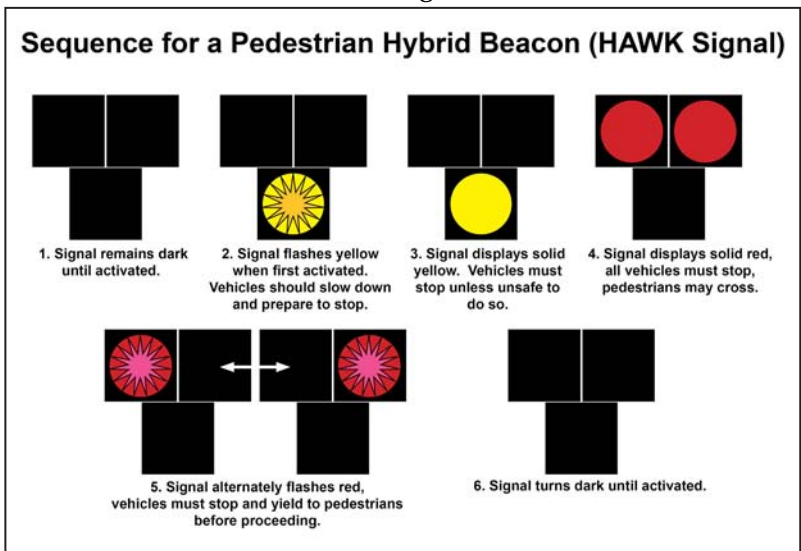 Sequence for a Pedestrian Hybrid Beacon (HAWK Signal)
1. Signal remains dark
until activated.
2. Signal flashes yellow
when first activated.
Vehicles should slow down
and prepare to stop.
3. Signal displays solid
yellow. Vehicles must
stop unless unsafe to
do so.
4. Signal displays solid red,
all vehicles must stop,
pedestrians may cross.
5. Signal alternately flashes red,
vehicles must stop and yield to pedestrians
before proceeding.
6. Signal turns dark until activated.